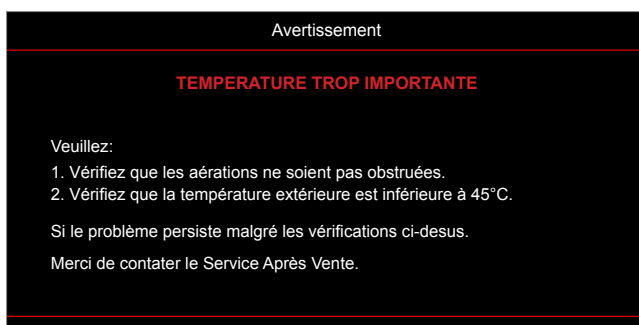 Avertissement
TEMPERATURE TROP IMPORTANTE
Veuillez:
1. Vérifiez que les aérations ne soient pas obstruées.
2. Vérifiez que la température extérieure est inférieure à 45°C.
Si le problème persiste malgré les vérifications ci-desus.
Merci de contater le Service Après Vente.